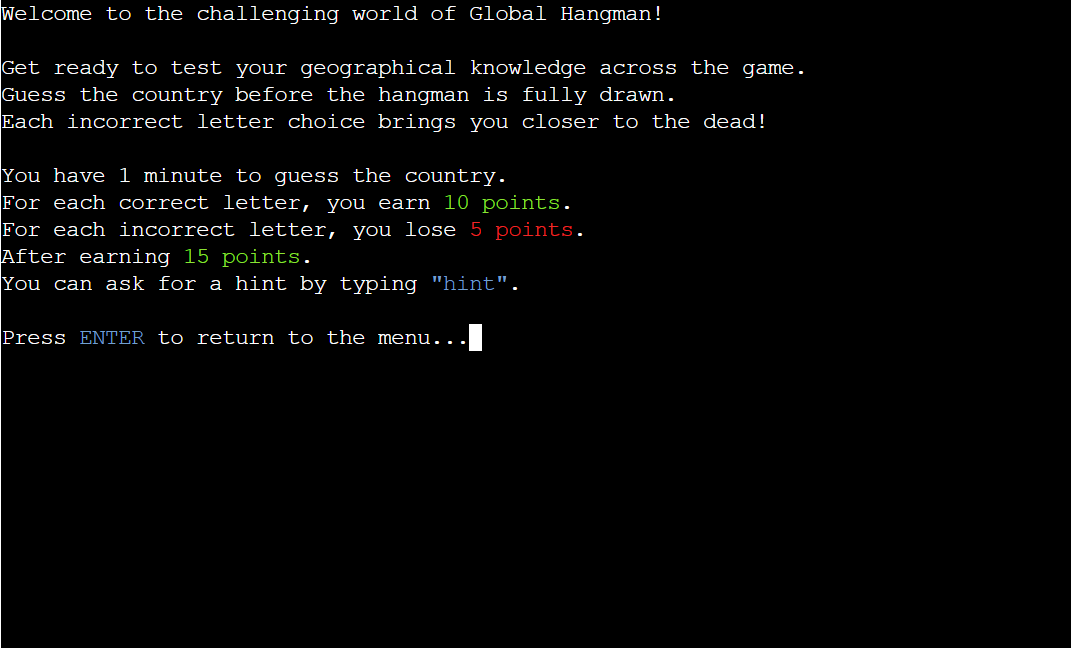 Welcome to the challenging world of Global Hangman!
Get ready to test your geographical knowledge across the game.
Guess the country before the hangman is fully drawn.
Each incorrect letter choice brings you closer to the dead!
You have 1 minute to guess the country.
For each correct letter, you earn 10 points.
For each incorrect letter, you lose 5 points.
After earning 15 points.
You can ask for a hint by typing "hint".
Press ENTER to return to the menu...